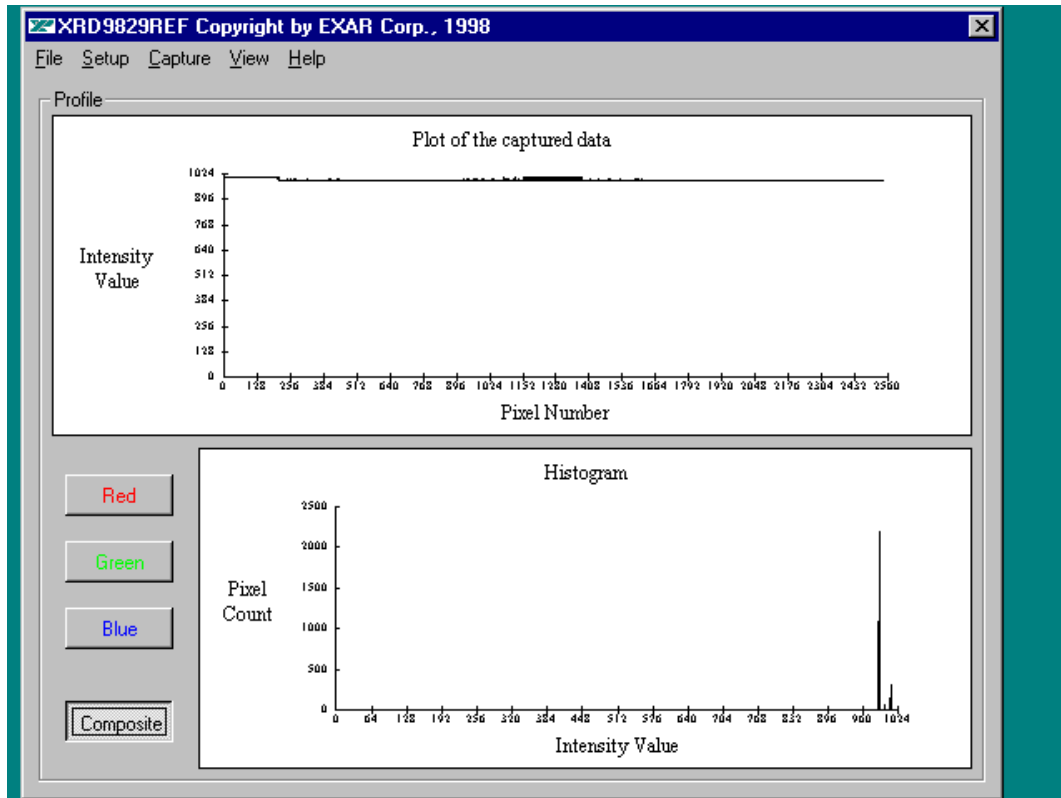 XRD9829REF Copyright by EXAR Corp., 1998
File Setup Capture View Help
Profile
Plot of the captured data
1024
896
768
640
512
384
256
128
0
Intensity
Value
0 128 256 384 512 640 768 896 1024 1152 1280 1408 1536 1664 1792 1920 2048 2176 2304 2432 2560
Pixel Number
Red
Green
Blue
Composite
Histogram
2500
2000
1500
1000
500
0
Pixel
Count
0 64 128 192 256 320 384 448 512 576 640 704 768 832 896 960 1024
Intensity Value